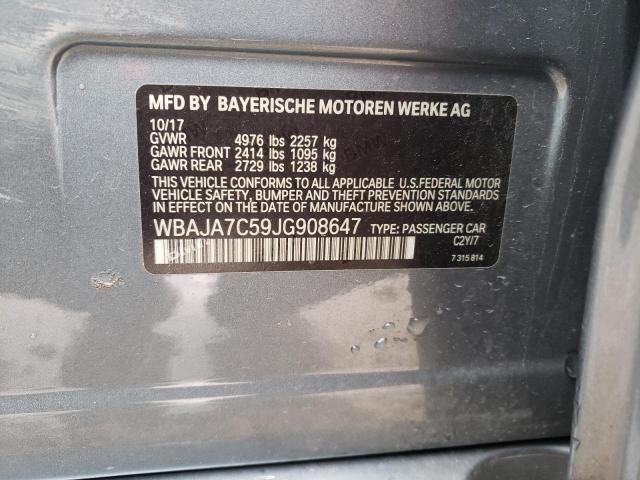 MFD BY BAYERISCHE MOTOREN WERKE AG
10/17
GVWR 4976 lbs 2257 kg
GAWR FRONT 2414 lbs 1095 kg
GAWR REAR 2729 lbs 1238 kg
THIS VEHICLE CONFORMS TO ALL APPLICABLE U.S.FEDERAL MOTOR
VEHICLE SAFETY, BUMPER AND THEFT PREVENTION STANDARDS IN
EFFECT ON THE DATE OF MANUFACTURE SHOWN ABOVE.
WBAJA7C59JG908647 TYPE: PASSENGER CAR
C2Y/7
7 315 814